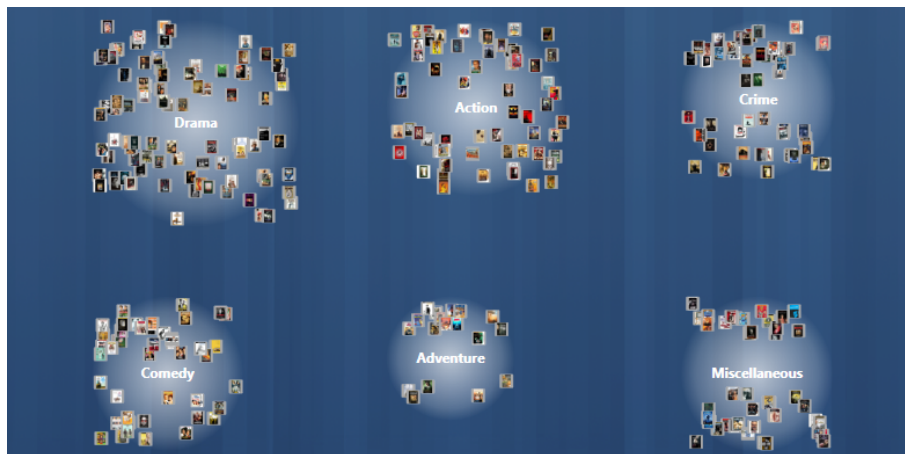 Drama
Action
Crime
Comedy
Adventure
Miscellaneous